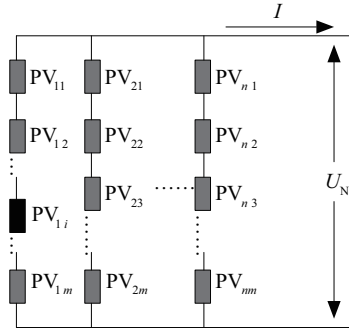 I
PV11 PV21 PVn1
PV12 PV22 PVn2
PV23 PVn3
PV1i
UN
PV1m PV2m PVnm